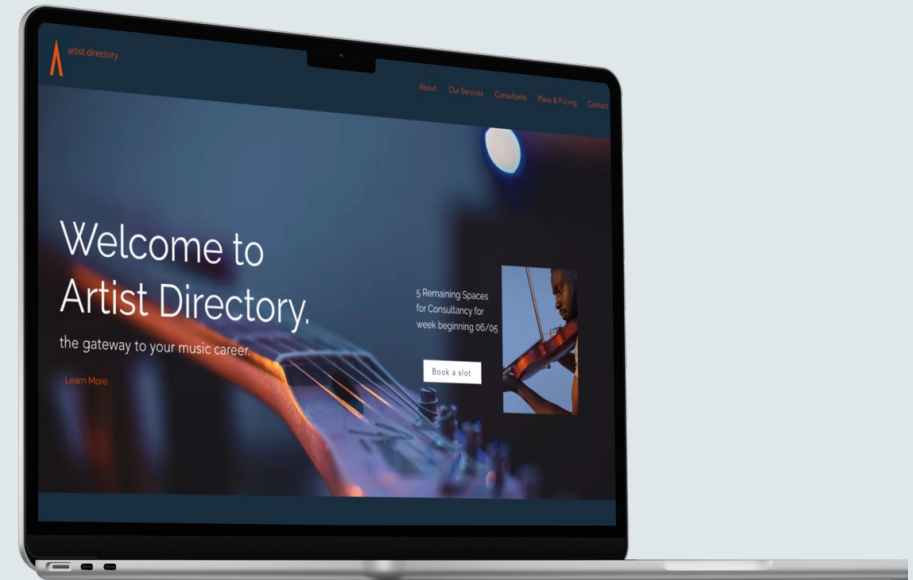 artist directory.
About Our Services Consultants Plans & Pricing Contact
Welcome to
Artist Directory.
the gateway to your music career.
Learn More
5 Remaining Spaces
for Consultancy for
week beginning 06/05
Book a slot